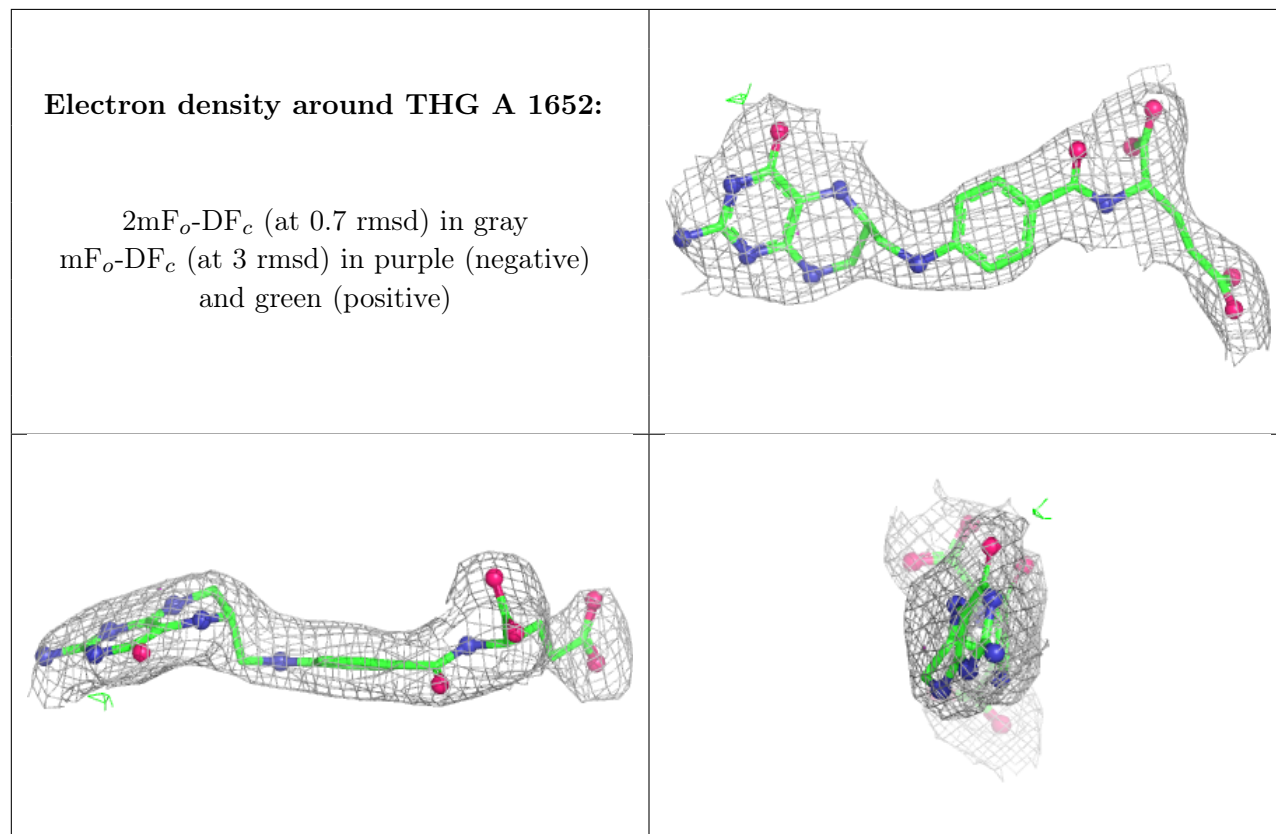 Electron density around THG A 1652:
2mFo-DFc (at 0.7 rmsd) in gray
mFo-DFc (at 3 rmsd) in purple (negative)
and green (positive)